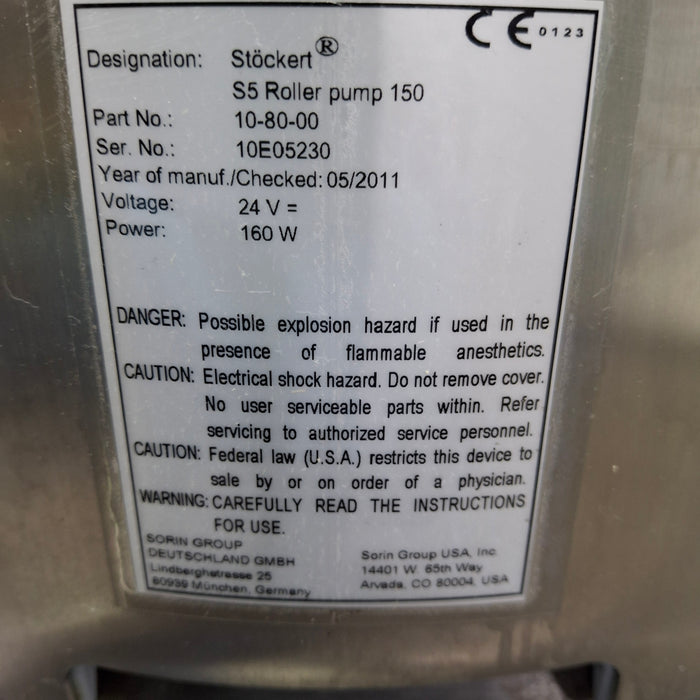 CE 0123
Designation: Stöckert®
S5 Roller pump 150
Part No.: 10-80-00
Ser. No.: 10E05230
Year of manuf./Checked: 05/2011
Voltage: 24 V =
Power: 160 W
DANGER: Possible explosion hazard if used in the
presence of flammable anesthetics.
CAUTION: Electrical shock hazard. Do not remove cover.
No user serviceable parts within. Refer
servicing to authorized service personnel.
CAUTION: Federal law (U.S.A.) restricts this device to
sale by or on order of a physician.
WARNING: CAREFULLY READ THE INSTRUCTIONS
FOR USE.
SORIN GROUP
DEUTSCHLAND GMBH
Lindberghstrasse 25
80939 München, Germany
Sorin Group USA, Inc.
14401 W. 65th Way
Arvada, CO 80004, USA